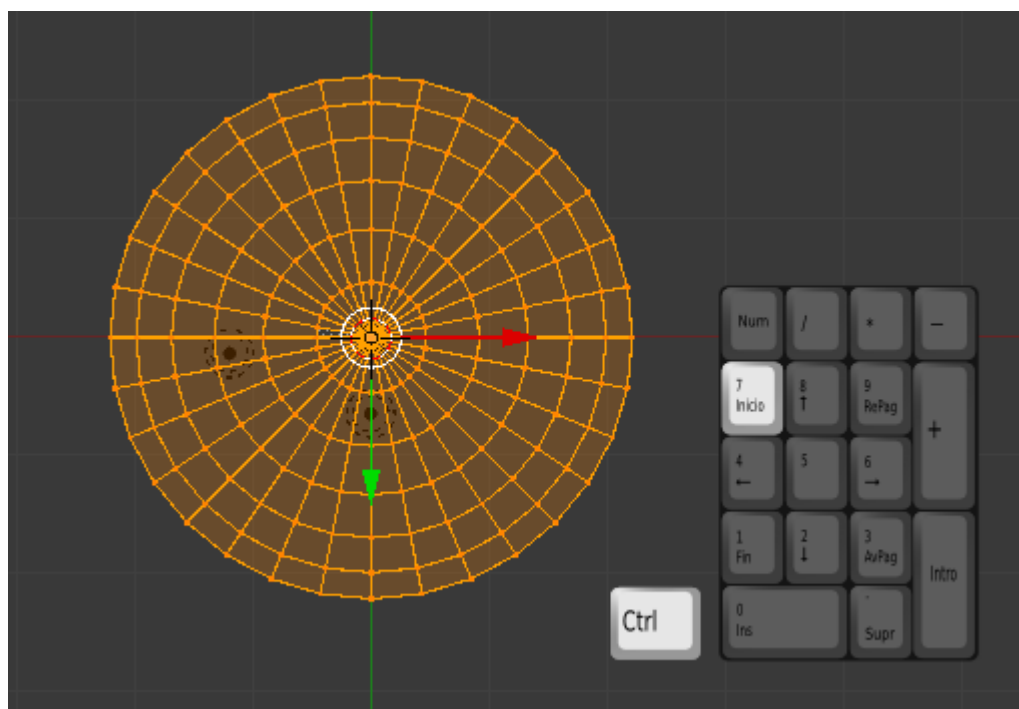 Num / * −
7 8 9
Inicio ↑ RePag
+
4 5 6
← →
1 2 3
Fin ↓ AvPag
Intro
Ctrl
0 .
Ins Supr